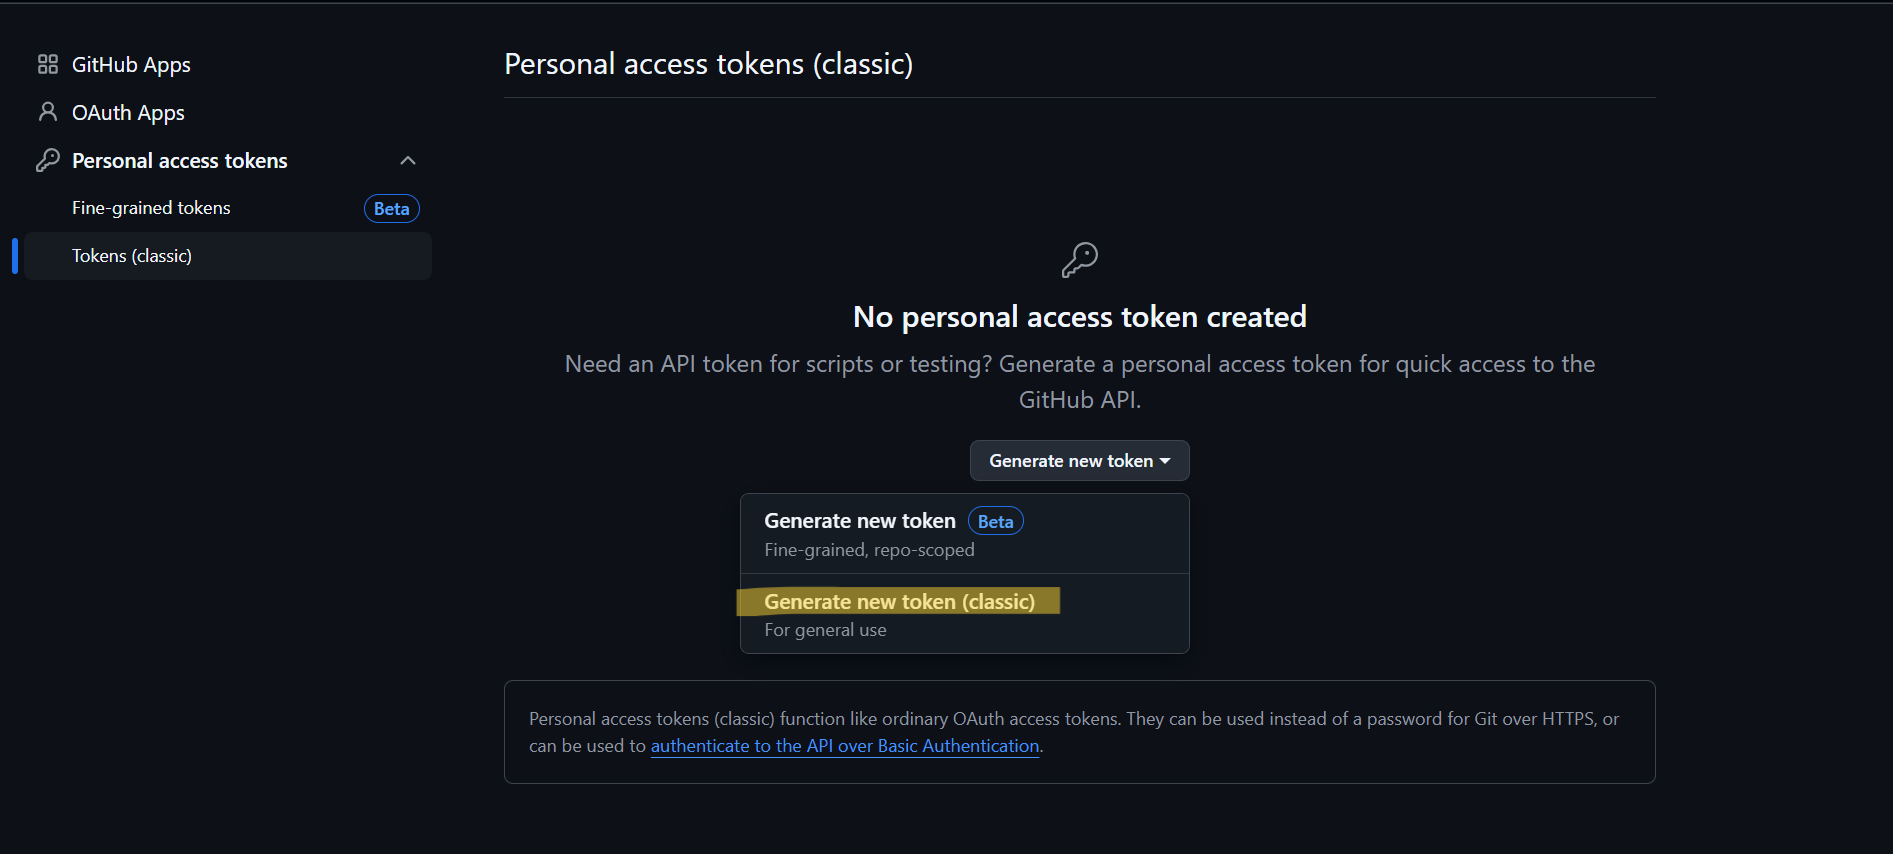 GitHub Apps
OAuth Apps
Personal access tokens
Fine-grained tokens
Beta
Tokens (classic)
Personal access tokens (classic)
No personal access token created
Need an API token for scripts or testing? Generate a personal access token for quick access to the
GitHub API.
Generate new token
Generate new token Beta
Fine-grained, repo-scoped
Generate new token (classic)
For general use
Personal access tokens (classic) function like ordinary OAuth access tokens. They can be used instead of a password for Git over HTTPS, or
can be used to authenticate to the API over Basic Authentication.